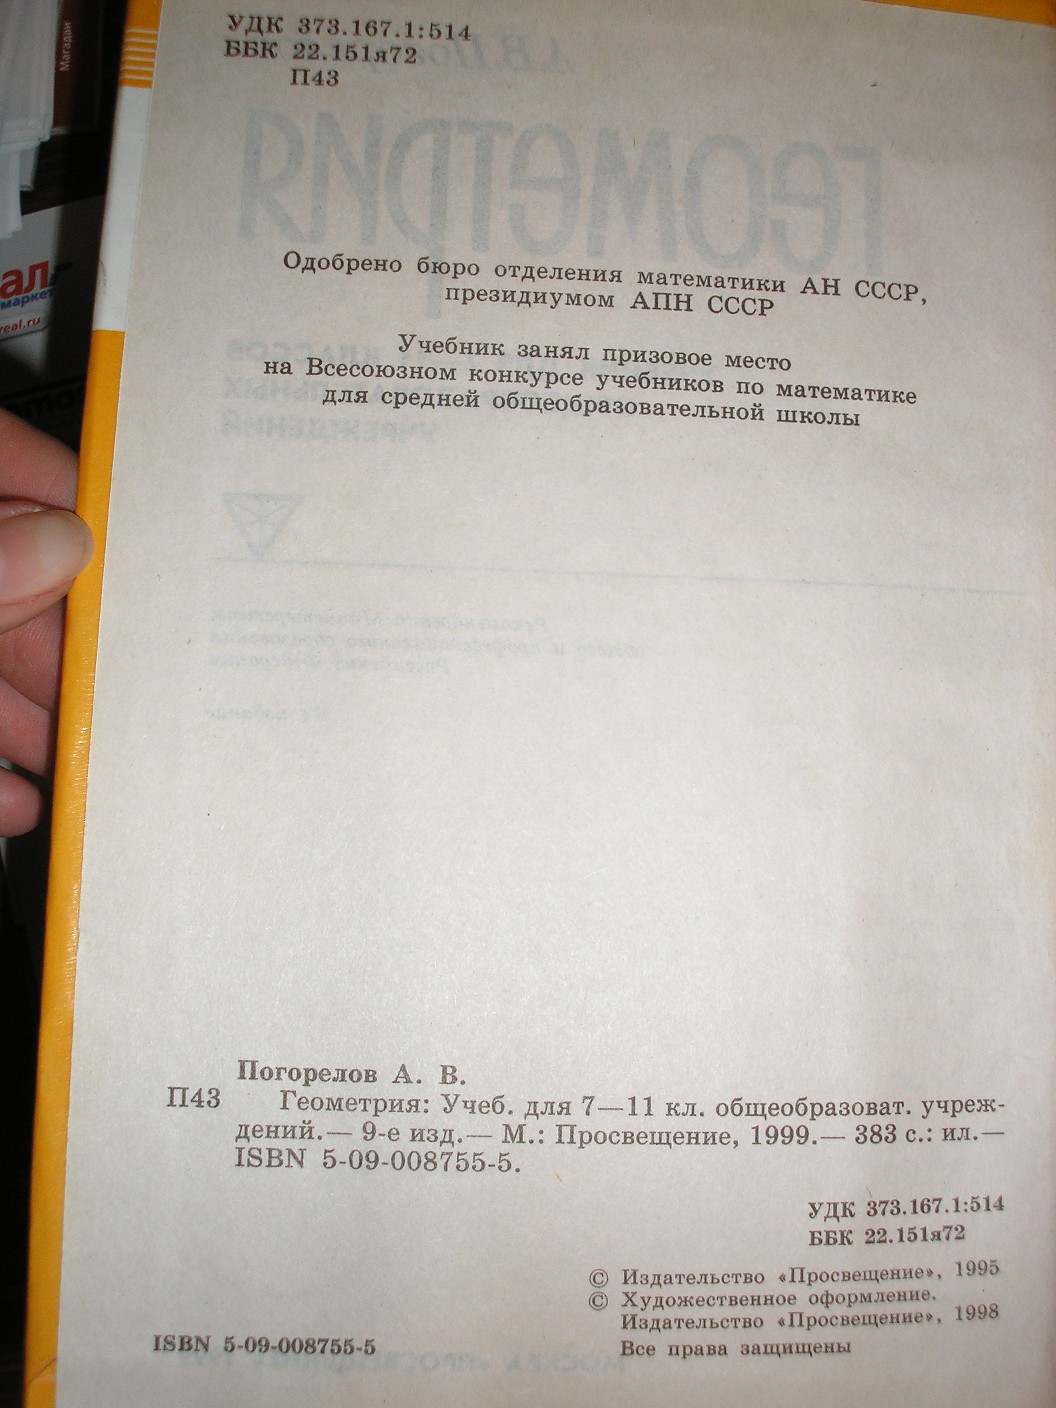 УДК 373.167.1:514
ББК 22.151я72
П43
Одобрено бюро отделения математики АН СССР,
президиумом АПН СССР
Учебник занял призовое место
на Всесоюзном конкурсе учебников по математике
для средней общеобразовательной школы
Погорелов А. В.
П43 Геометрия: Учеб. для 7—11 кл. общеобразоват. учреж-
дений.— 9-е изд.— М.: Просвещение, 1999.— 383 с.: ил.—
ISBN 5-09-008755-5.
УДК 373.167.1:514
ББК 22.151я72
© Издательство «Просвещение», 1995
© Художественное оформление.
Издательство «Просвещение», 1998
Все права защищены
ISBN 5-09-008755-5
Магадан
маркет
real.ru